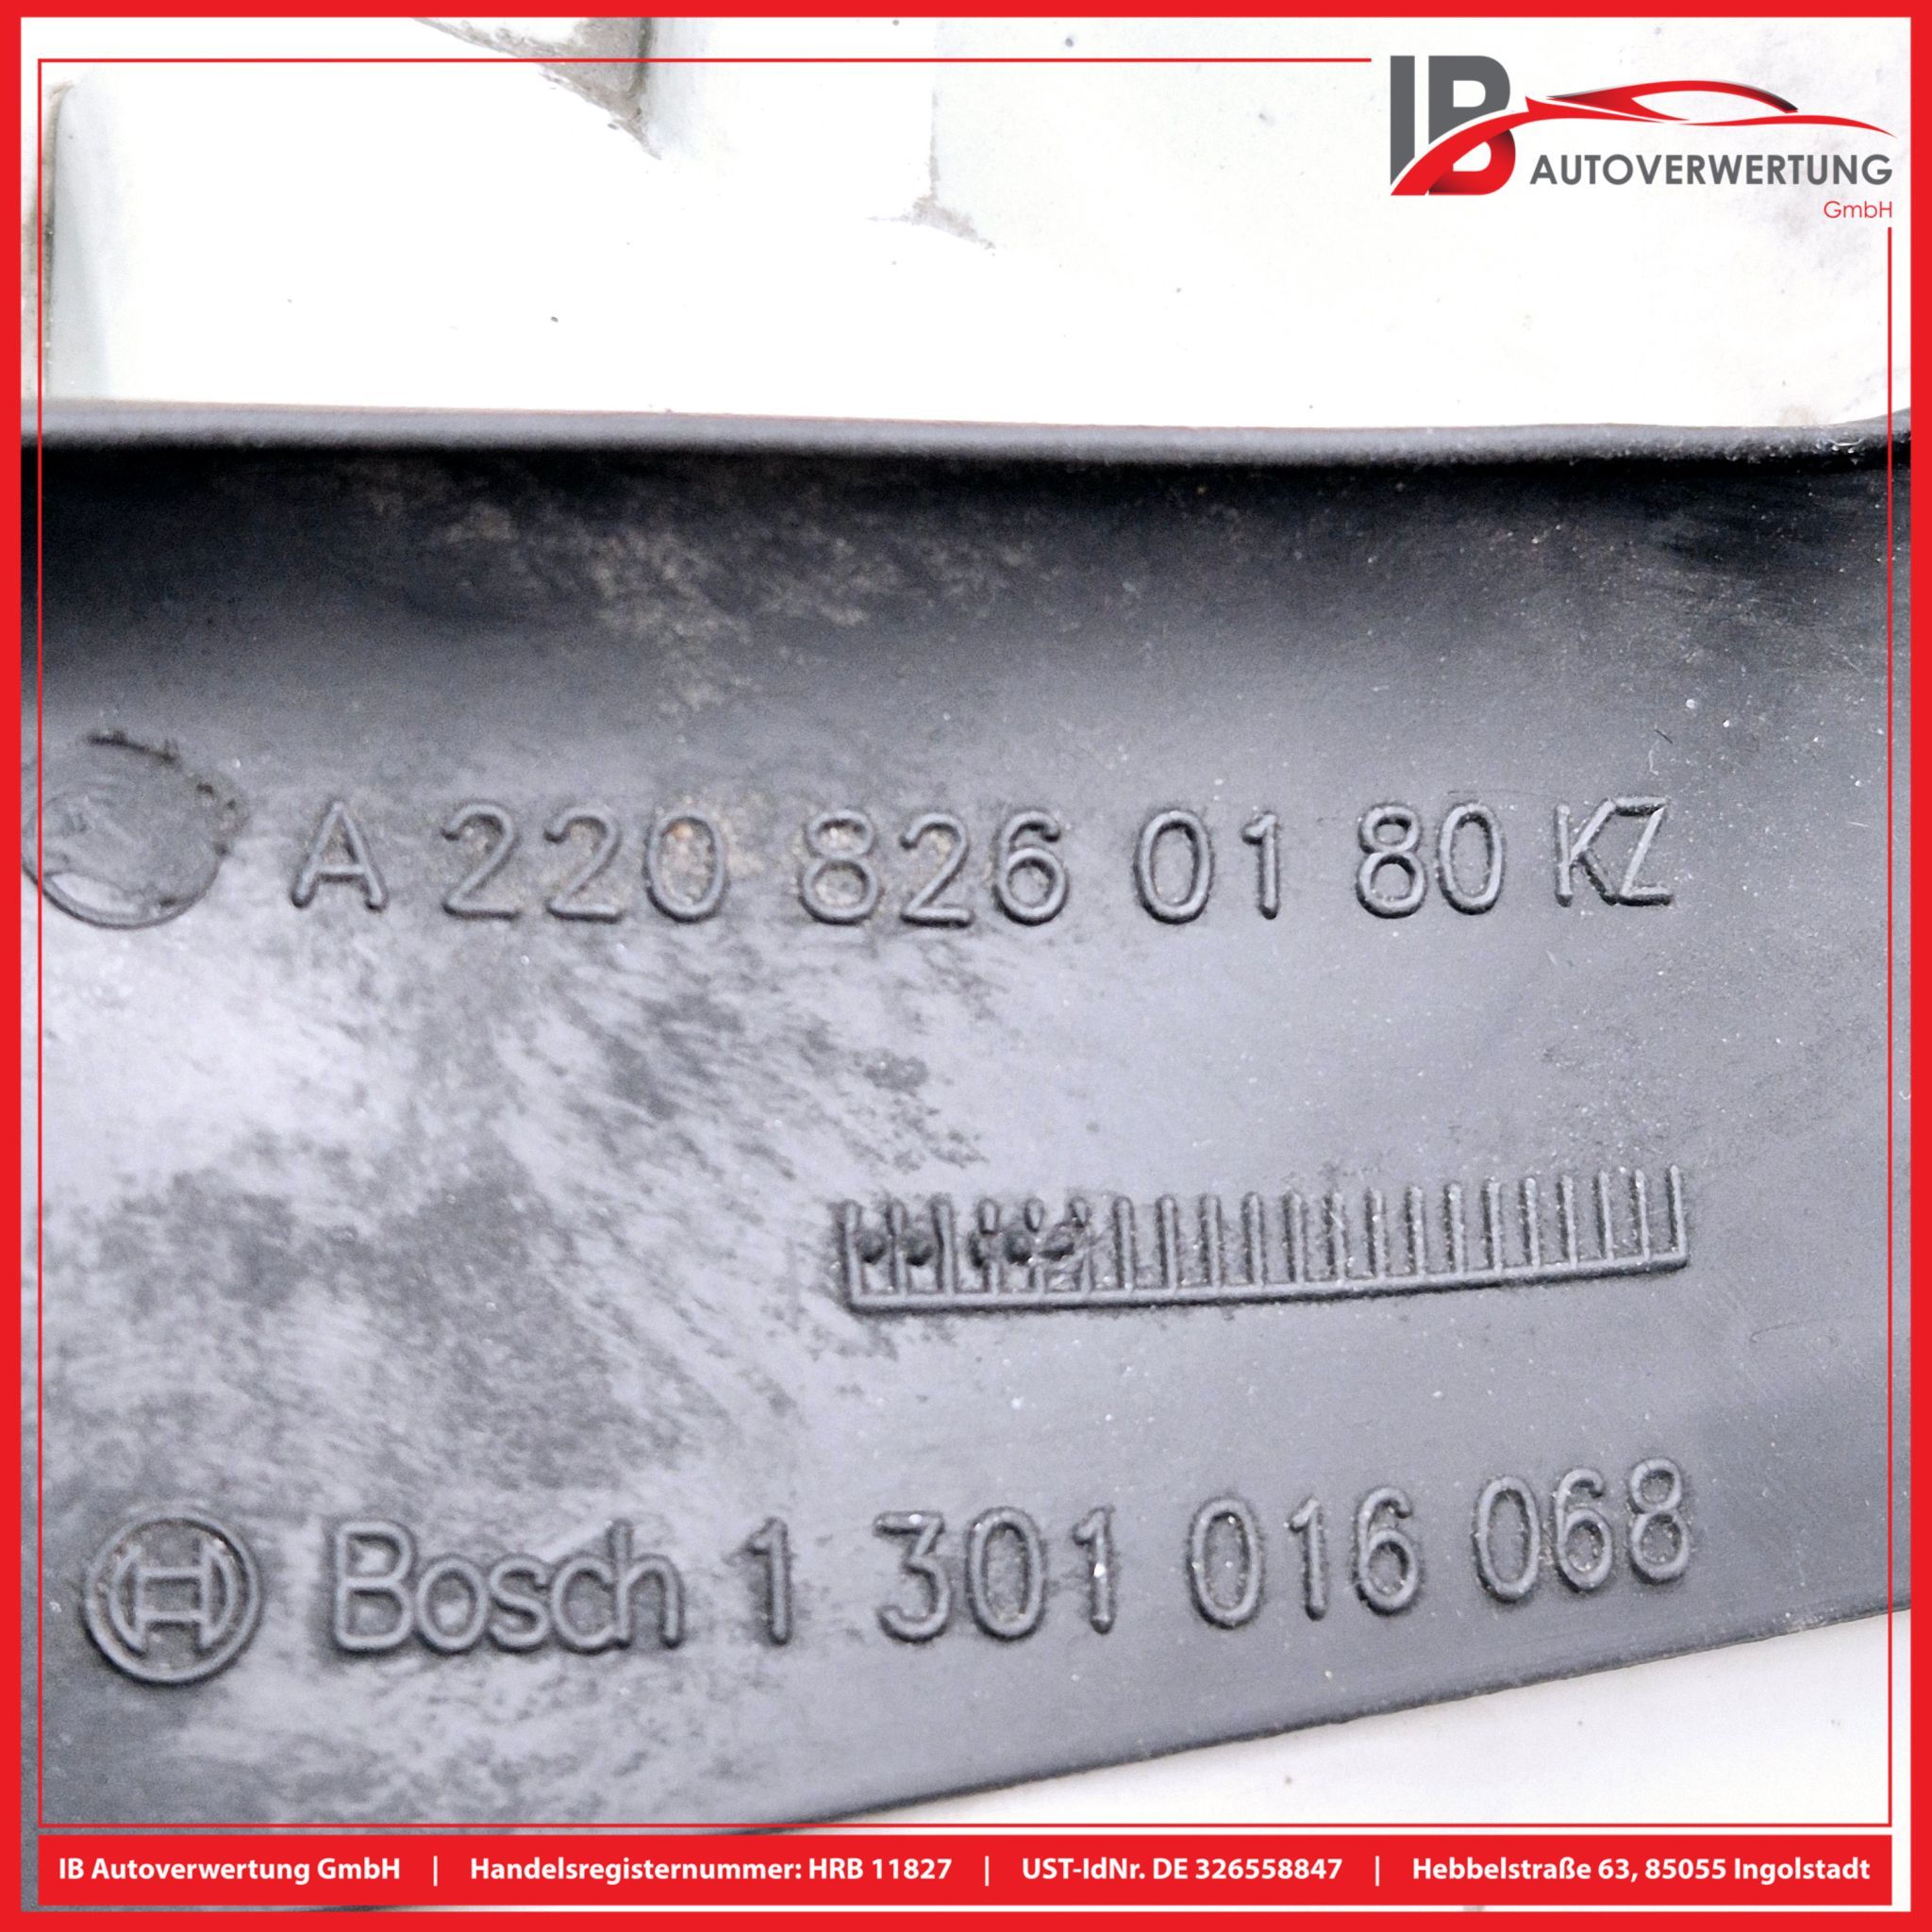 IB
AUTOVERWERTUNG
GmbH
A 220 826 01 80 KZ
Bosch 1 301 016 068
IB Autoverwertung GmbH | Handelsregisternummer: HRB 11827 | UST-IdNr. DE 326558847 | Hebbelstraße 63, 85055 Ingolstadt